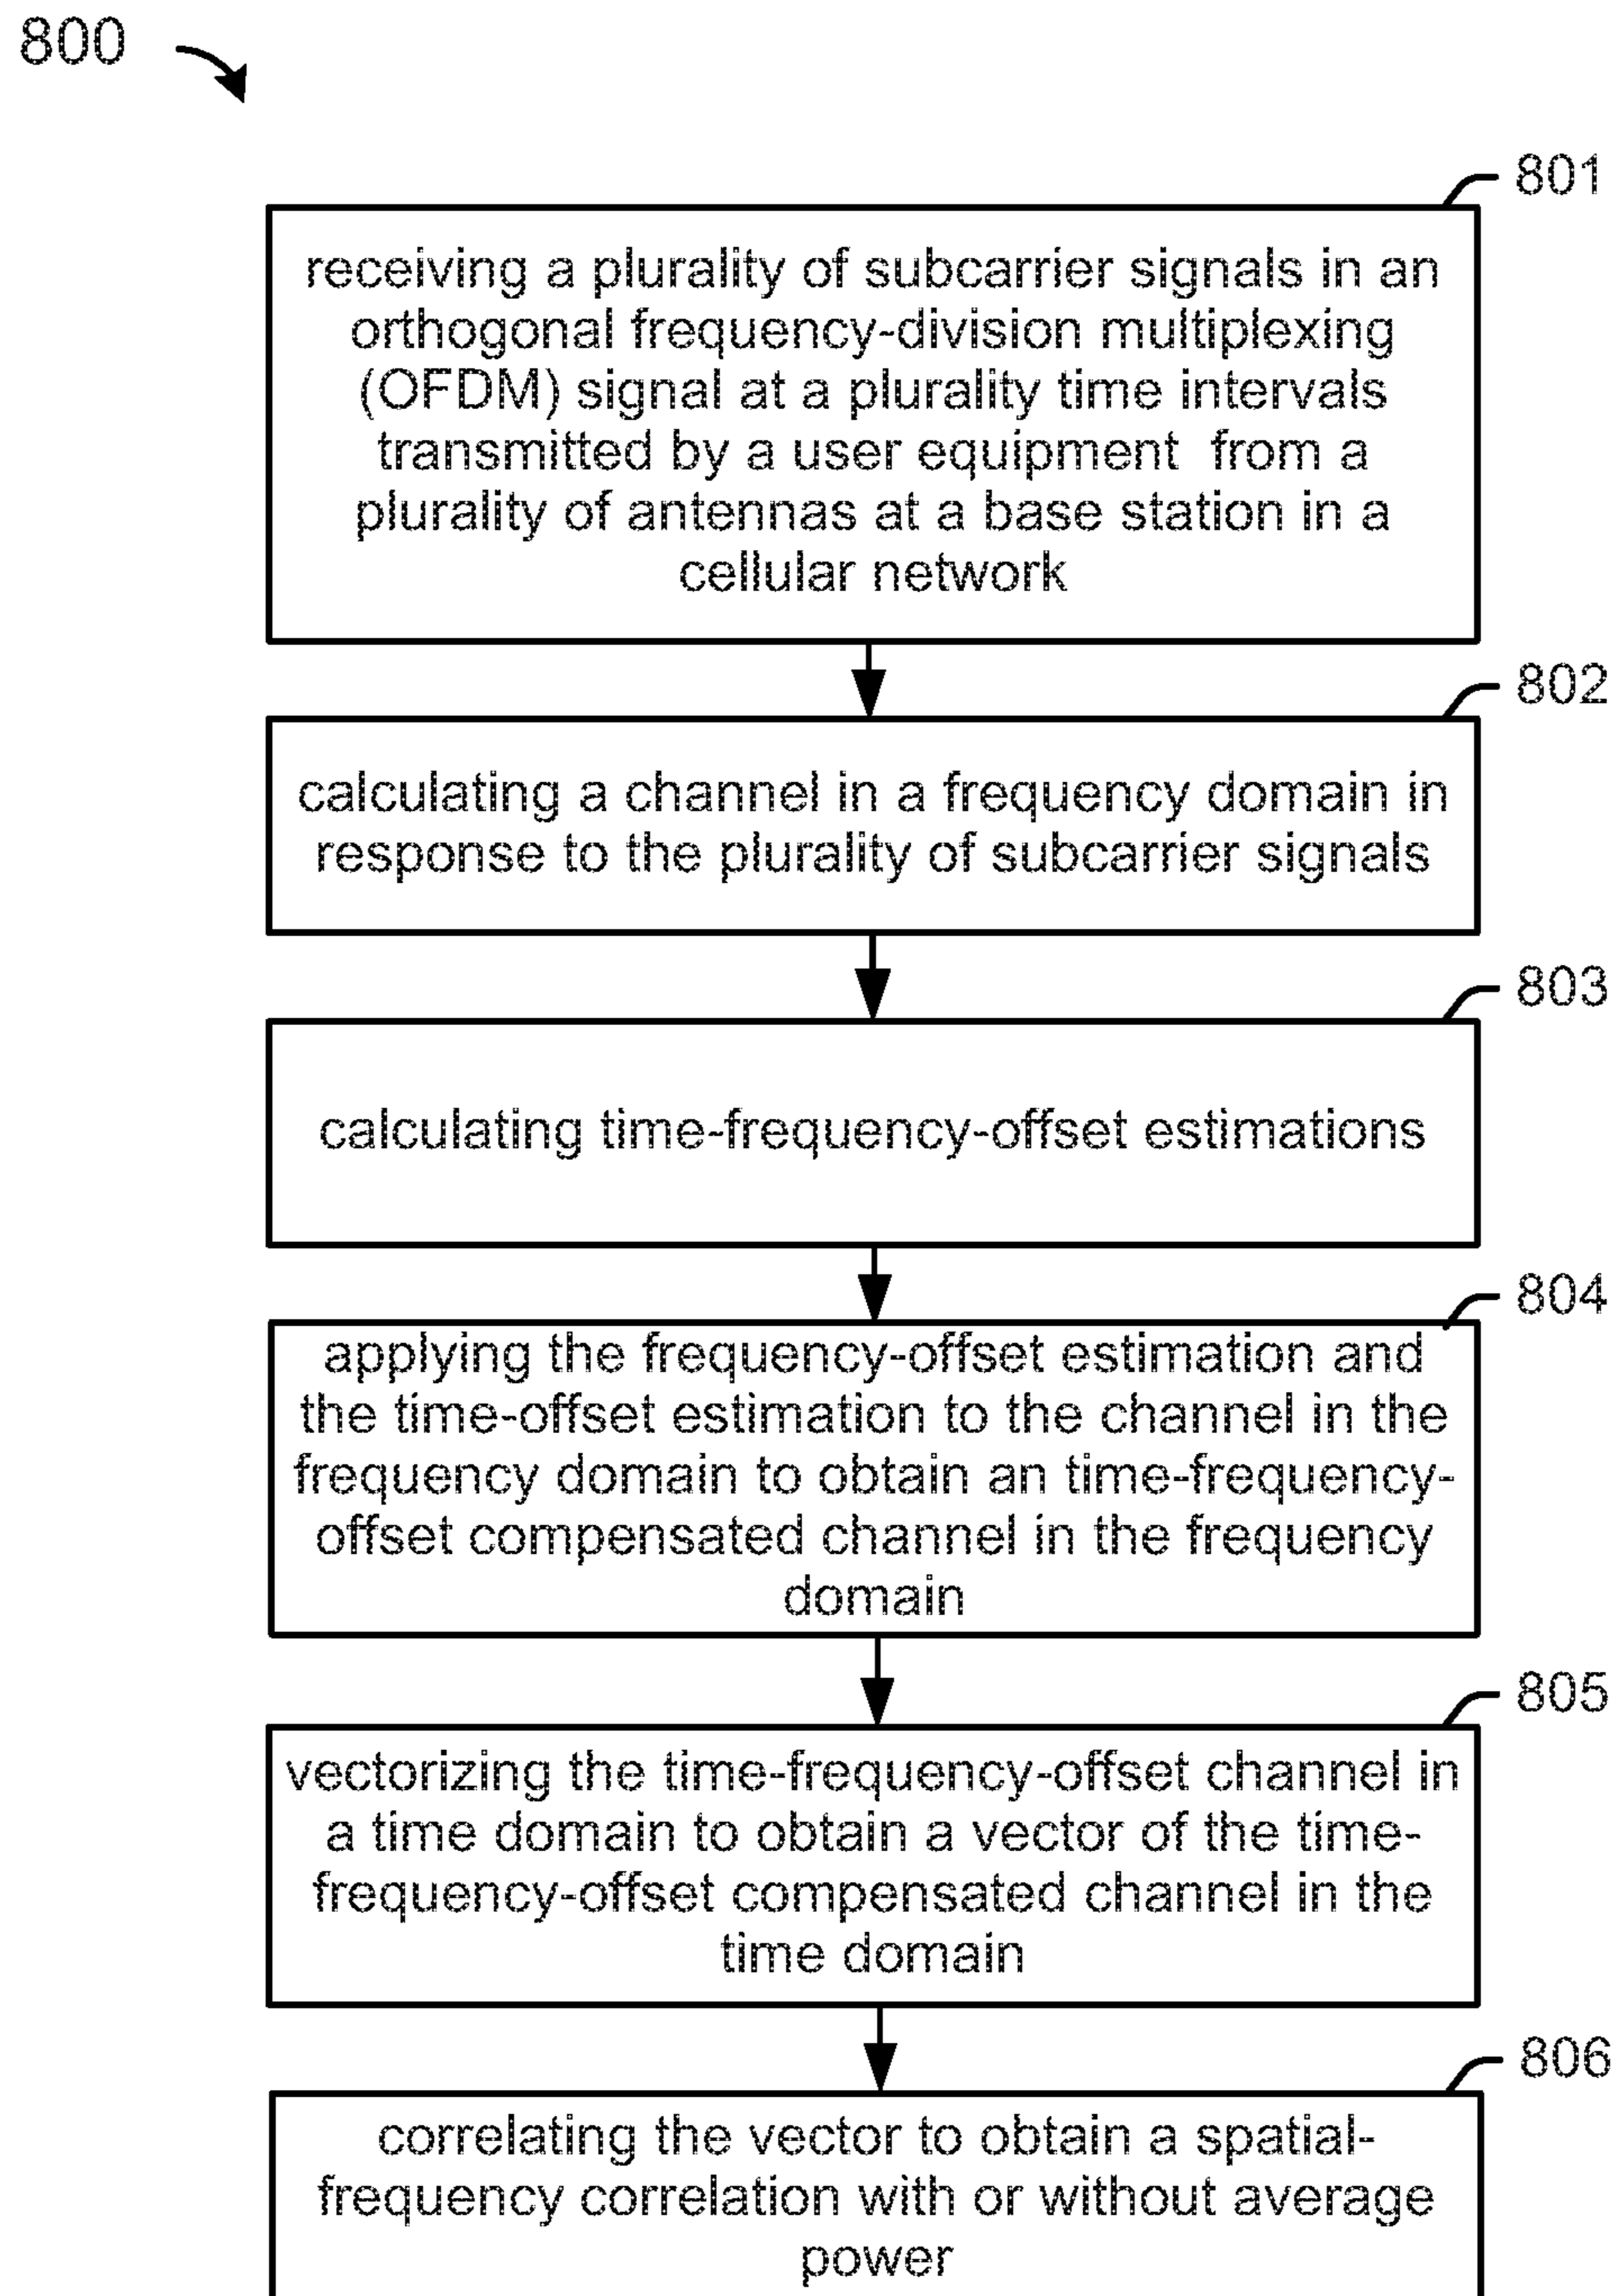 800
801
receiving a plurality of subcarrier signals in an
orthogonal frequency-division multiplexing
(OFDM) signal at a plurality time intervals
transmitted by a user equipment from a
plurality of antennas at a base station in a
cellular network
802
calculating a channel in a frequency domain in
response to the plurality of subcarrier signals
803
calculating time-frequency-offset estimations
804
applying the frequency-offset estimation and
the time-offset estimation to the channel in the
frequency domain to obtain an time-frequency-
offset compensated channel in the frequency
domain
805
vectorizing the time-frequency-offset channel in
a time domain to obtain a vector of the time-
frequency-offset compensated channel in the
time domain
806
correlating the vector to obtain a spatial-
frequency correlation with or without average
power